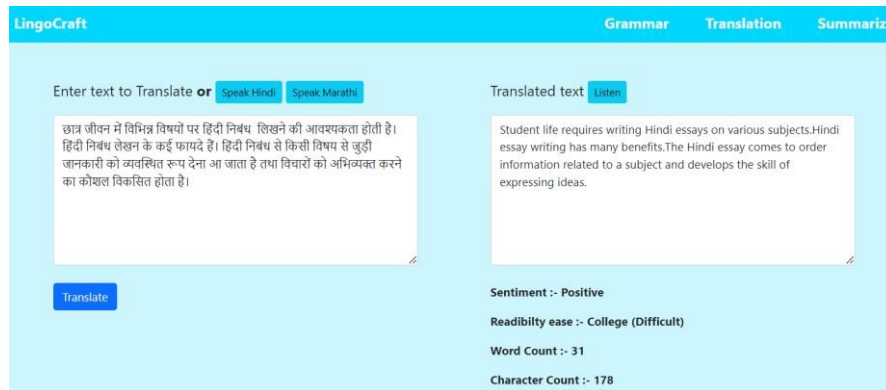 LingoCraft Grammar Translation Summariz
Enter text to Translate or Speak Hindi Speak Marathi
छात्र जीवन में विभिन्न विषयों पर हिंदी निबंध लिखने की आवश्यकता होती है।
हिंदी निबंध लेखन के कई फायदे हैं। हिंदी निबंध से किसी विषय से जुड़ी
जानकारी को व्यवस्थित रूप देना आ जाता है तथा विचारों को अभिव्यक्त करने
का कौशल विकसित होता है।
Translate
Translated text Listen
Student life requires writing Hindi essays on various subjects.Hindi
essay writing has many benefits.The Hindi essay comes to order
information related to a subject and develops the skill of
expressing ideas.
Sentiment :- Positive
Readibilty ease :- College (Difficult)
Word Count :- 31
Character Count :- 178